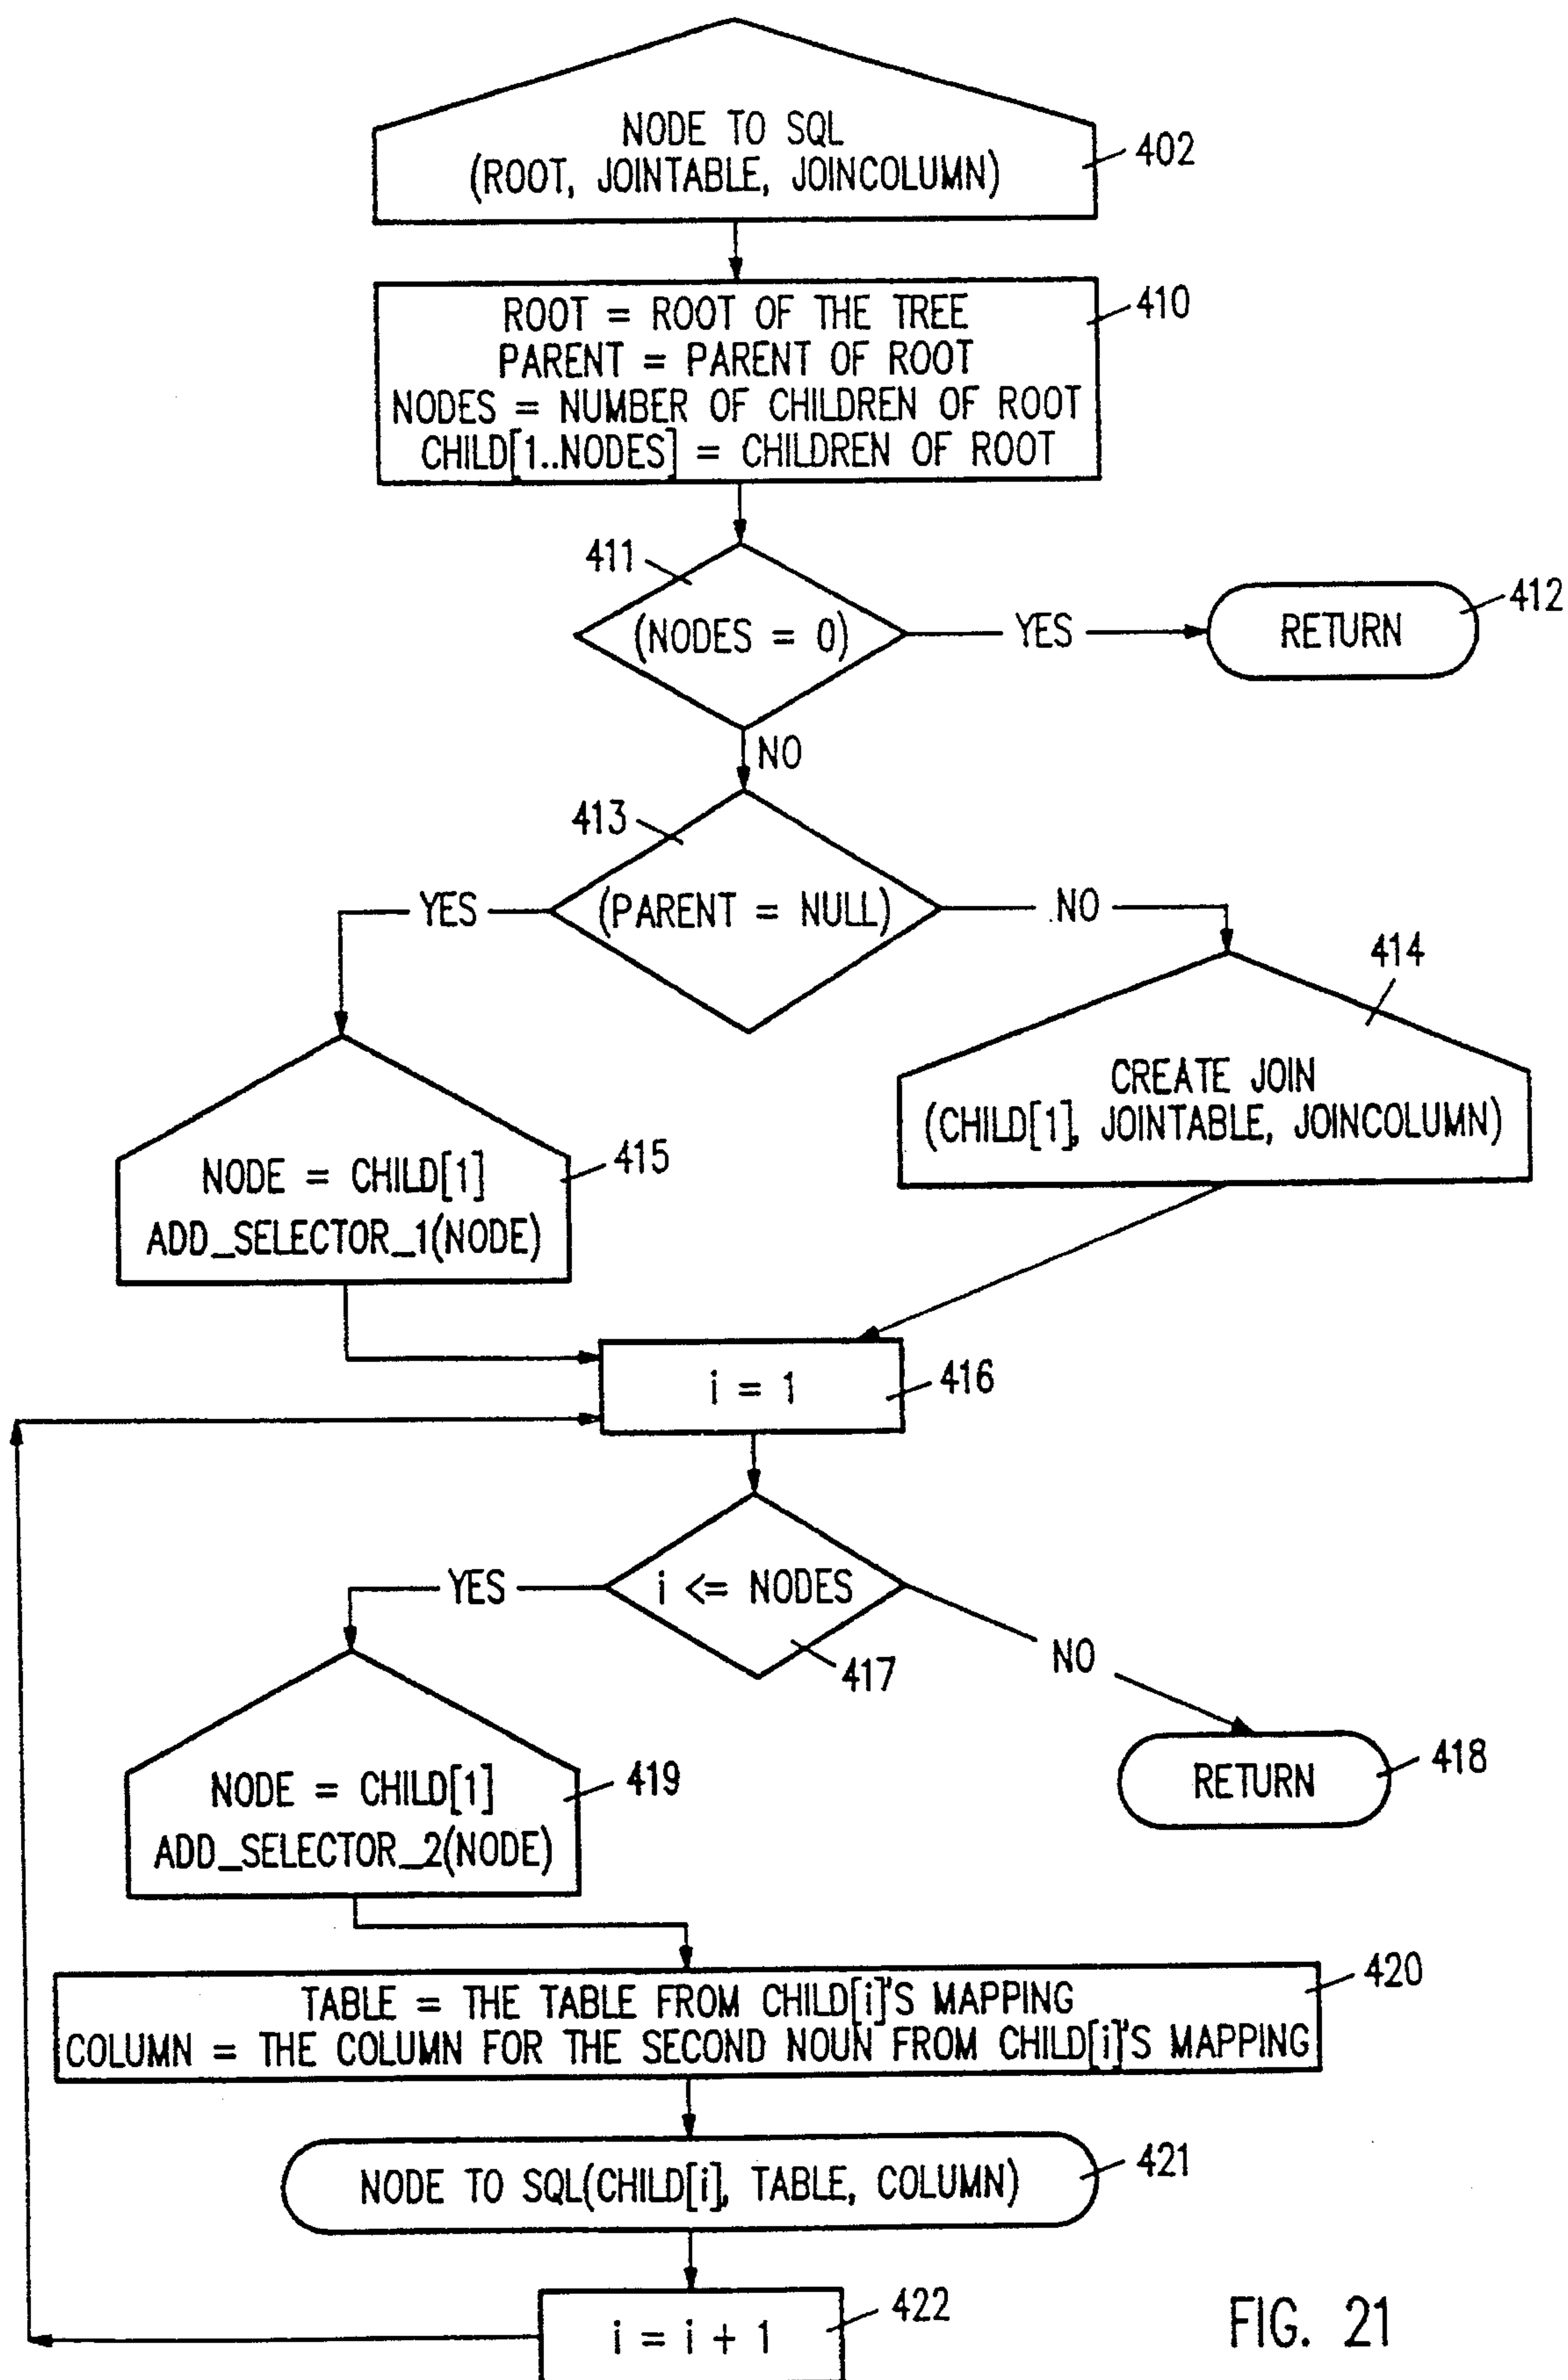 NODE TO SQL
(ROOT, JOINTABLE, JOINCOLUMN)
402
ROOT = ROOT OF THE TREE
PARENT = PARENT OF ROOT
NODES = NUMBER OF CHILDREN OF ROOT
CHILD[1..NODES] = CHILDREN OF ROOT
410
411
(NODES = 0)
YES
RETURN
412
NO
413
(PARENT = NULL)
YES
NO
414
CREATE JOIN
(CHILD[1], JOINTABLE, JOINCOLUMN)
NODE = CHILD[1]
ADD_SELECTOR_1(NODE)
415
i = 1
416
i <= NODES
417
YES
NO
RETURN
418
NODE = CHILD[1]
ADD_SELECTOR_2(NODE)
419
TABLE = THE TABLE FROM CHILD[i]'S MAPPING
COLUMN = THE COLUMN FOR THE SECOND NOUN FROM CHILD[i]'S MAPPING
420
NODE TO SQL(CHILD[i], TABLE, COLUMN)
421
i = i + 1
422
FIG. 21